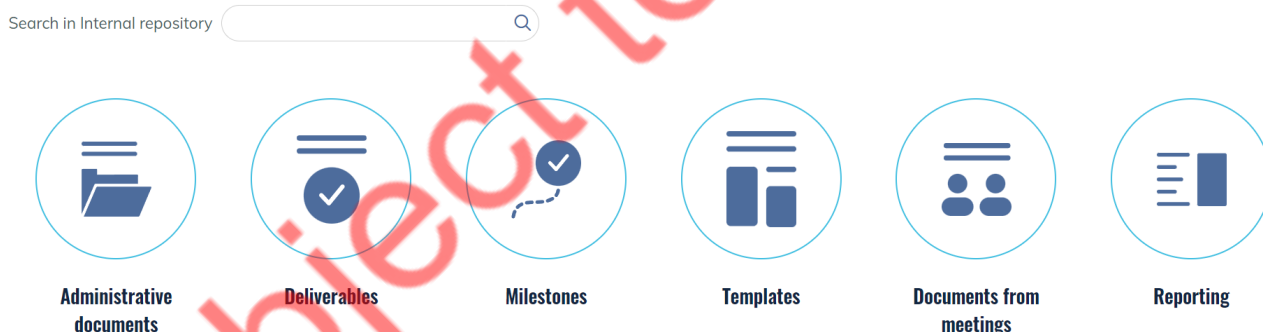 Search in Internal repository
Administrative
documents
Deliverables
Milestones
Templates
Documents from
meetings
Reporting